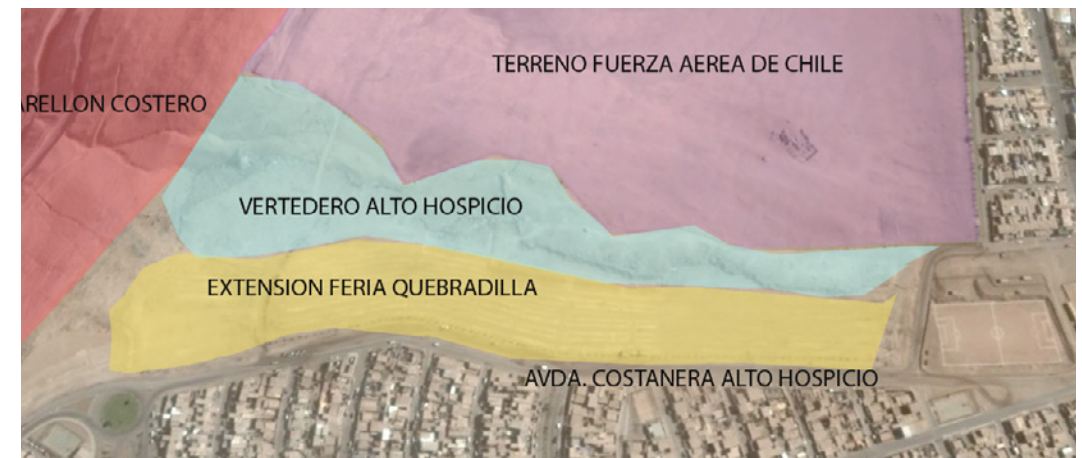 TERRENO FUERZA AEREA DE CHILE
ARELLON COSTERO
VERTEDERO ALTO HOSPICIO
EXTENSION FERIA QUEBRADILLA
AVDA. COSTANERA ALTO HOSPICIO